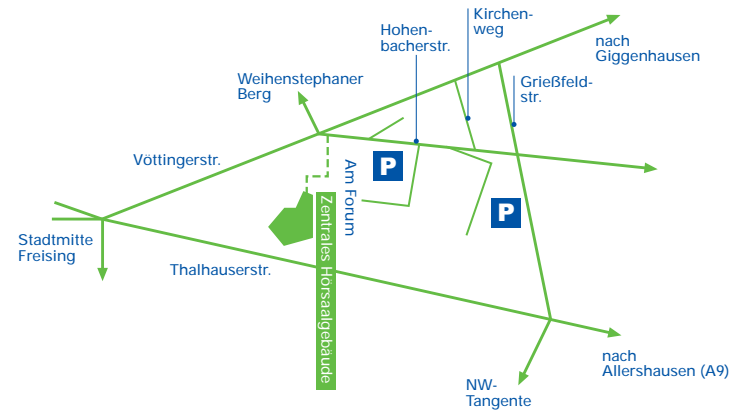 Kirchen-
weg
Hohen-
bacherstr.
nach
Giggenhausen
Weihenstephaner
Berg
Grießfeld-
str.
Vöttingerstr.
P
Am Forum
P
Zentrales Hörsaalgebäude
Stadtmitte
Freising
Thalhauserstr.
nach
Allershausen (A9)
NW-
Tangente